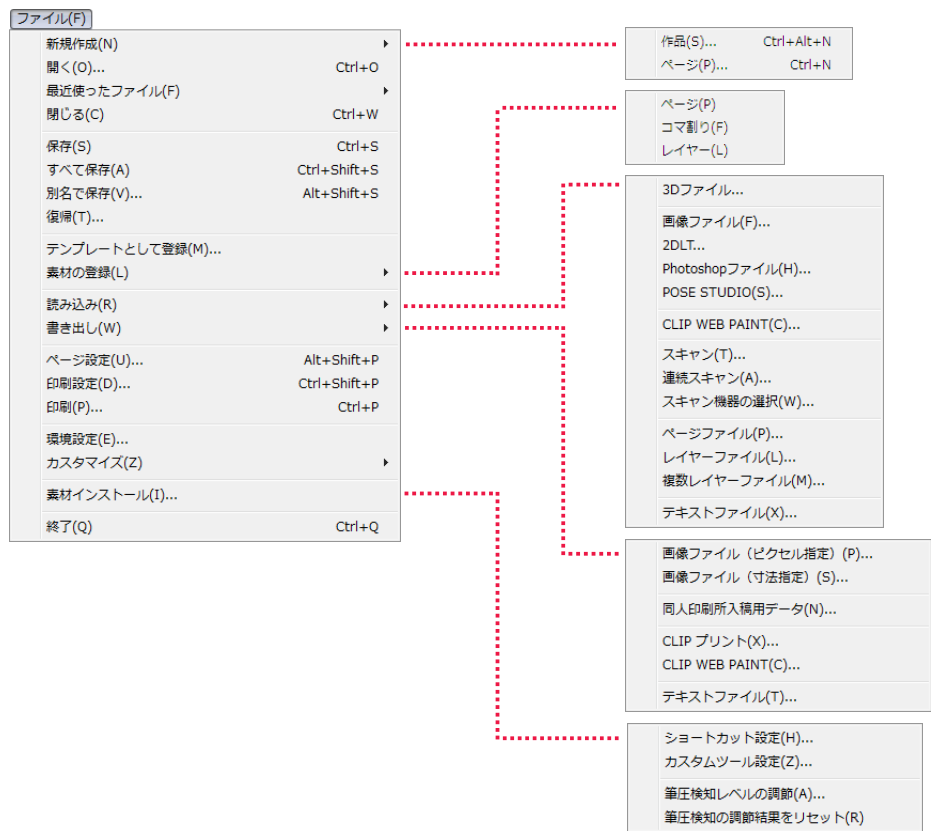 ファイル(F)
新規作成(N)
開く(O)... Ctrl+O
最近使ったファイル(F)
閉じる(C) Ctrl+W
保存(S) Ctrl+S
すべて保存(A) Ctrl+Shift+S
別名で保存(V)... Alt+Shift+S
復帰(T)...
テンプレートとして登録(M)...
素材の登録(L)
読み込み(R)
書き出し(W)
ページ設定(U)... Alt+Shift+P
印刷設定(D)... Ctrl+Shift+P
印刷(P)... Ctrl+P
環境設定(E)...
カスタマイズ(Z)
素材インストール(I)...
終了(Q) Ctrl+Q
作品(S)... Ctrl+Alt+N
ページ(P)... Ctrl+N
ページ(P)
コマ割り(F)
レイヤー(L)
3Dファイル...
画像ファイル(F)...
2DLT...
Photoshopファイル(H)...
POSE STUDIO(S)...
CLIP WEB PAINT(C)...
スキャン(T)...
連続スキャン(A)...
スキャン機器の選択(W)...
ページファイル(P)...
レイヤーファイル(L)...
複数レイヤーファイル(M)...
テキストファイル(X)...
画像ファイル（ピクセル指定）(P)...
画像ファイル（寸法指定）(S)...
同人印刷所入稿用データ(N)...
CLIP プリント(X)...
CLIP WEB PAINT(C)...
テキストファイル(T)...
ショートカット設定(H)...
カスタムツール設定(Z)...
筆圧検知レベルの調節(A)...
筆圧検知の調節結果をリセット(R)